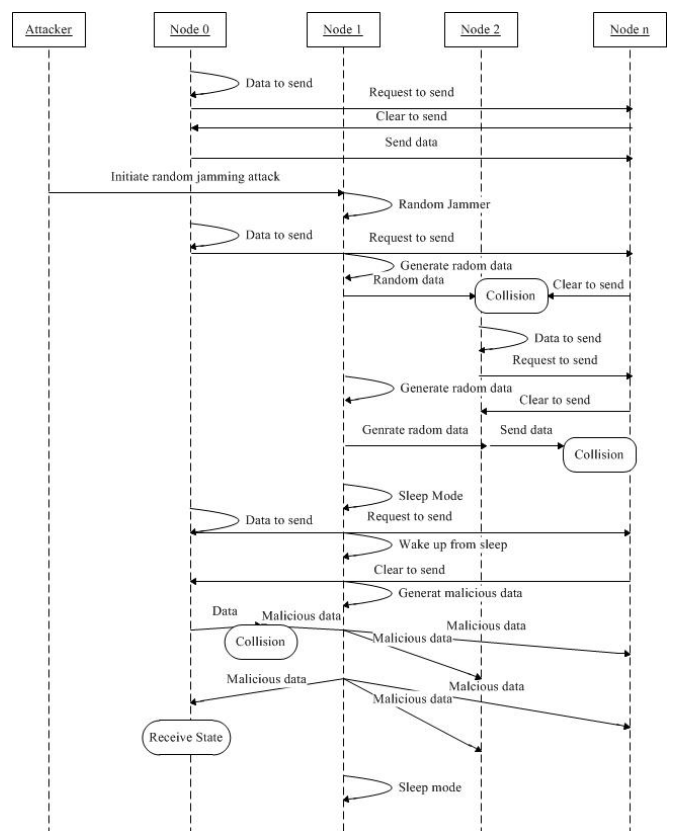 Attacker Node 0 Node 1 Node 2 Node n
Data to send
Request to send
Clear to send
Send data
Initiate random jamming attack
Random Jammer
Data to send
Request to send
Generate radom data
Random data
Collision
Clear to send
Data to send
Request to send
Generate radom data
Clear to send
Genrate radom data
Send data
Collision
Sleep Mode
Data to send
Request to send
Wake up from sleep
Clear to send
Generat malicious data
Data
Malicious data
Malicious data
Malicious data
Collision
Malicious data
Malcious data
Malicious data
Receive State
Sleep mode